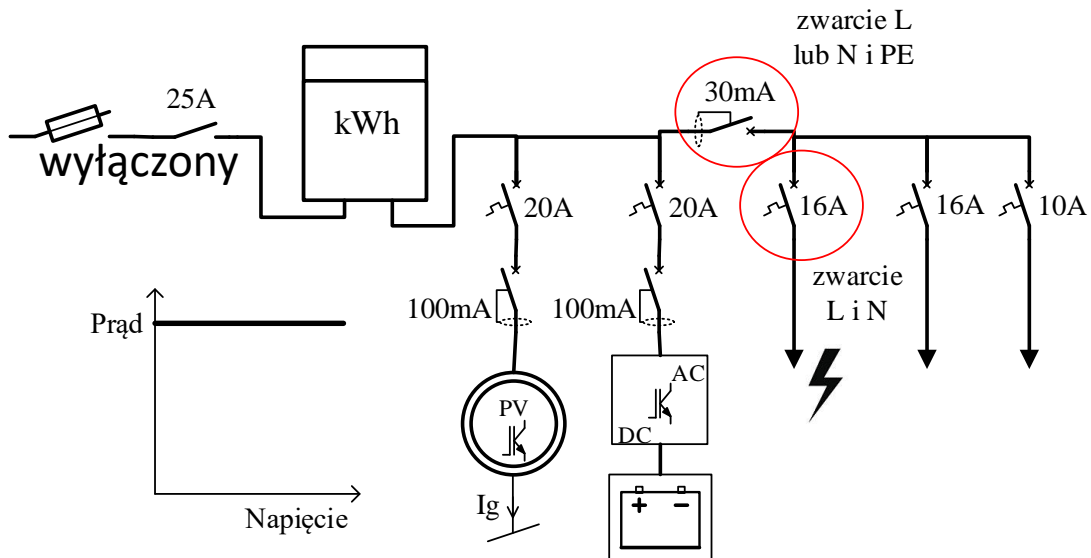 zwarcie L
lub N i PE
30mA
25A
kWh
wyłączony
20A
20A
16A
16A
10A
100mA
100mA
zwarcie
L i N
Prąd
Napięcie
PV
AC
DC
Ig
+ −